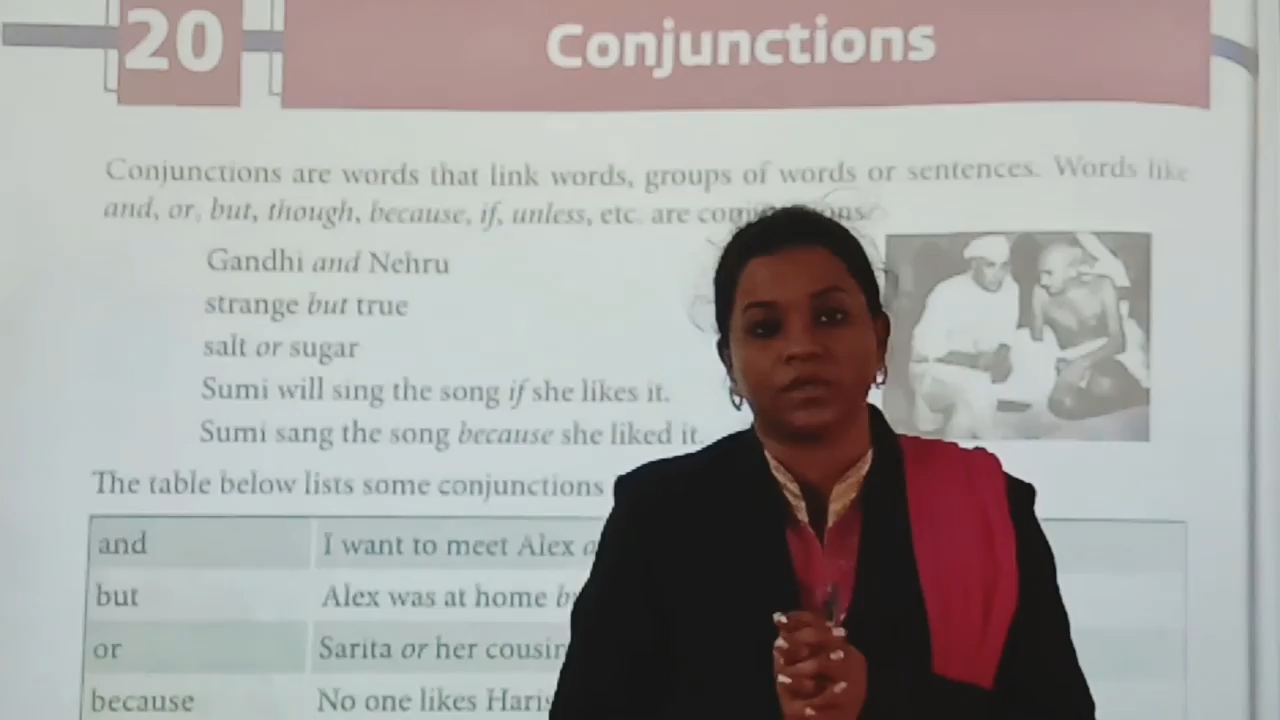 20
Conjunctions
Conjunctions are words that link words, groups of words or sentences. Words like
and, or, but, though, because, if, unless, etc. are
Gandhi and Nehru
strange but true
salt or sugar
Sumi will sing the song if she likes it.
Sumi sang the song because she liked it.
The table below lists some conjunctions
and I want to meet Alex
but Alex was at home
or Sarita or her cousin
because No one likes